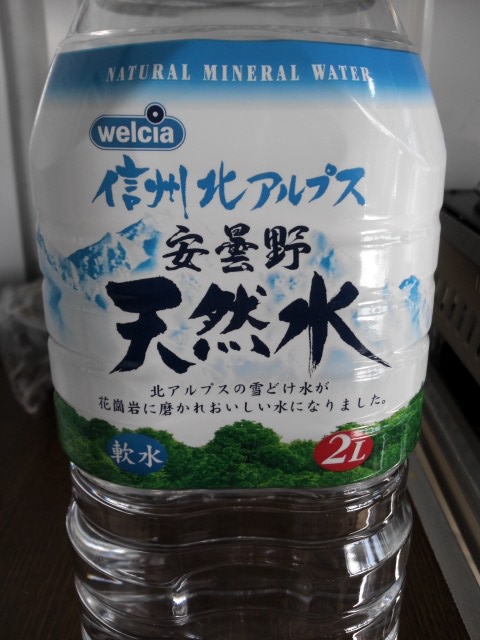 NATURAL MINERAL WATER
welcia
信州北アルプス
安曇野
天然水
北アルプスの雪どけ水が
花崗岩に磨かれおいしい水になりました。
軟水
2L